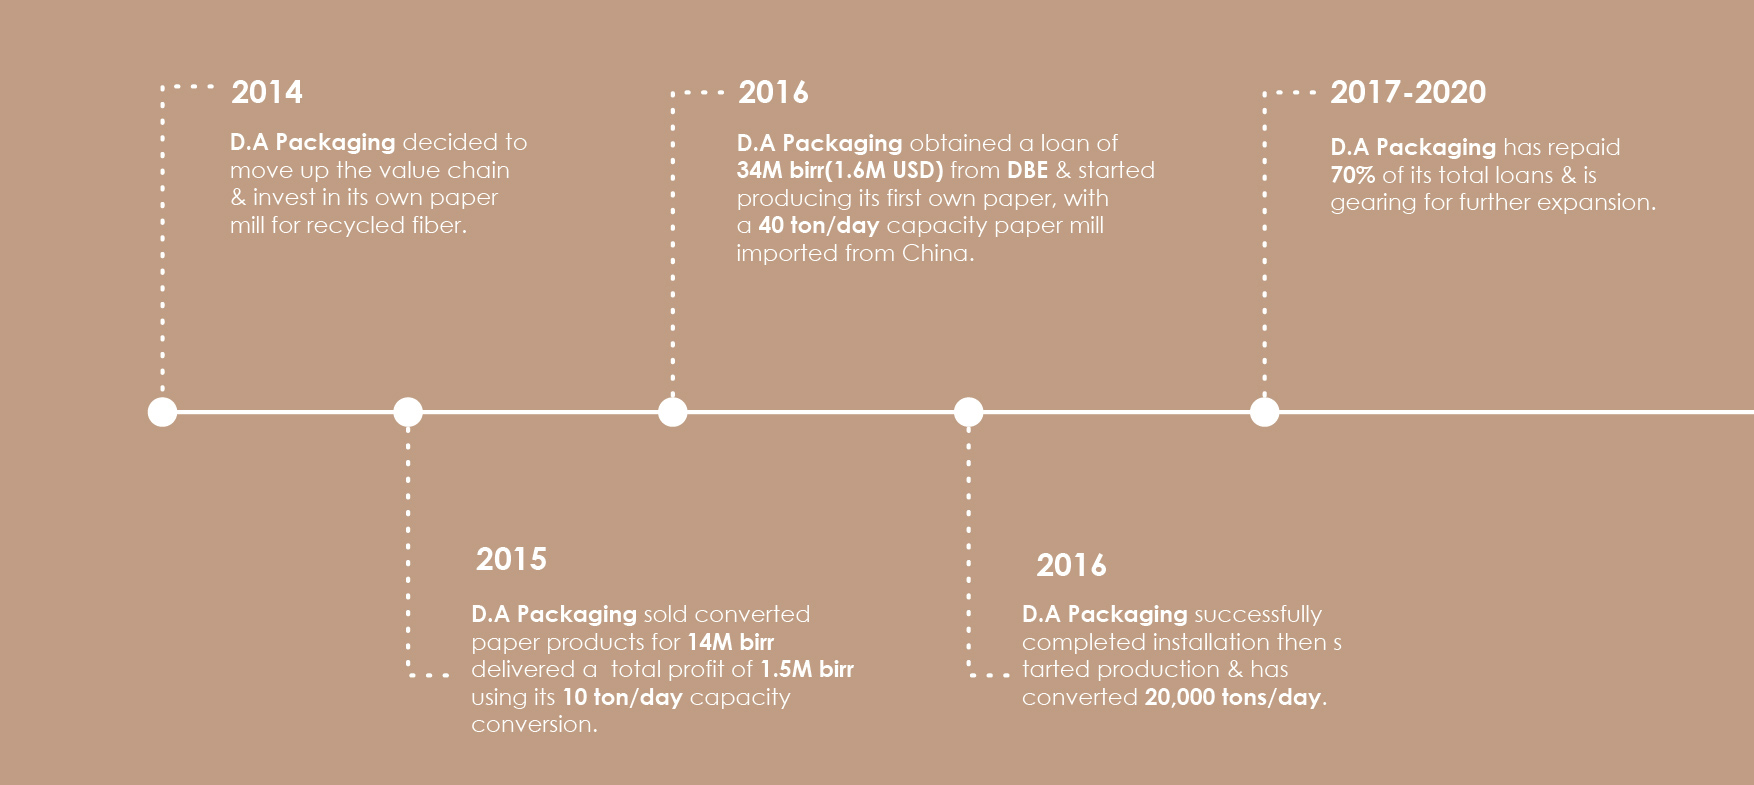 2014
D.A Packaging decided to
move up the value chain
& invest in its own paper
mill for recycled fiber.
2015
D.A Packaging sold converted
paper products for 14M birr
delivered a  total profit of 1.5M birr
using its 10 ton/day capacity
conversion.
2016
D.A Packaging obtained a loan of
34M birr(1.6M USD) from DBE & started
producing its first own paper, with
a 40 ton/day capacity paper mill
imported from China.
2016
D.A Packaging successfully
completed installation then s
tarted production & has
converted 20,000 tons/day.
2017-2020
D.A Packaging has repaid
70% of its total loans & is
gearing for further expansion.